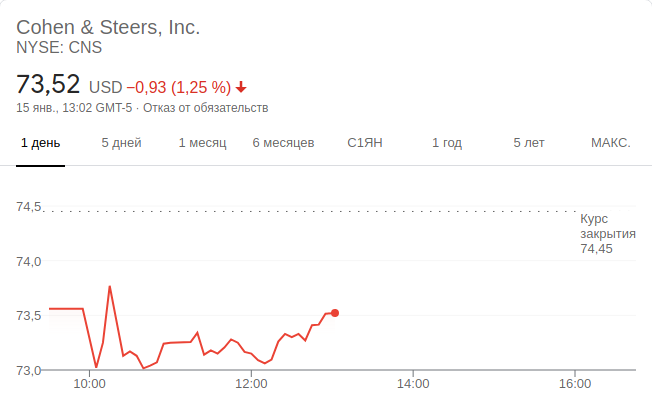 Cohen & Steers, Inc.
NYSE: CNS
73,52 USD −0,93 (1,25 %)
15 янв., 13:02 GMT-5 · Отказ от обязательств
1 день 5 дней 1 месяц 6 месяцев С1ЯН 1 год 5 лет МАКС.
74,5
Курс
закрытия
74,45
74,0
73,5
73,0
10:00 12:00 14:00 16:00